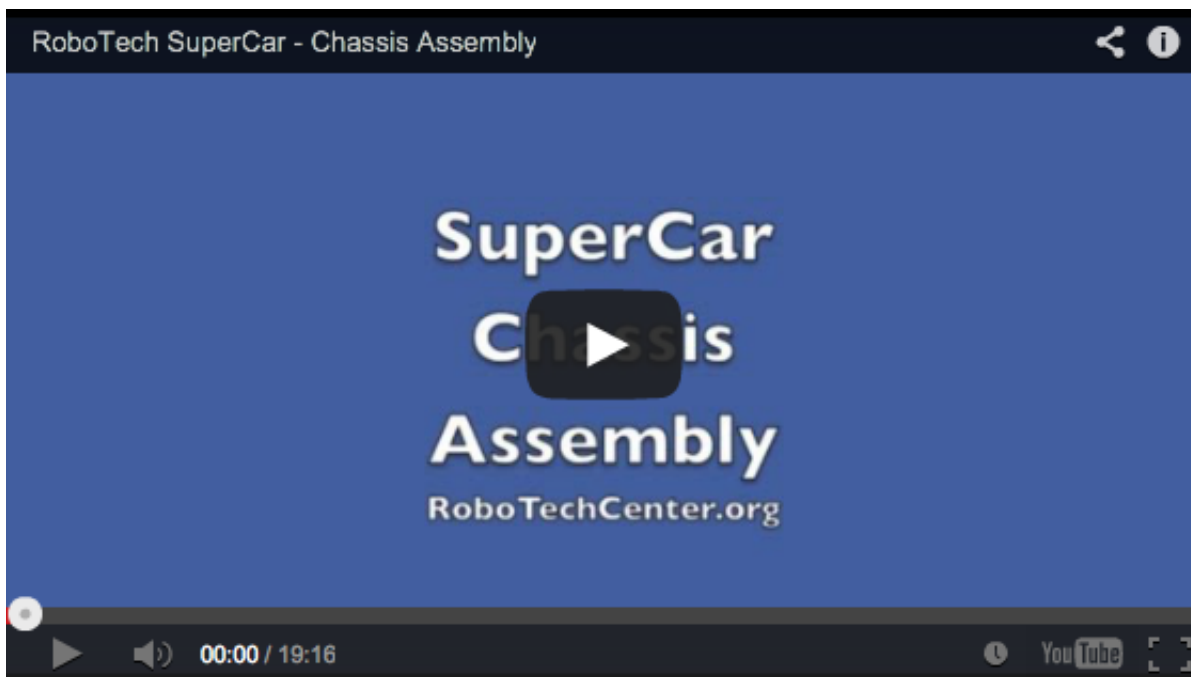 RoboTech SuperCar - Chassis Assembly
SuperCar
Chassis
Assembly
RoboTechCenter.org
00:00 / 19:16
YouTube